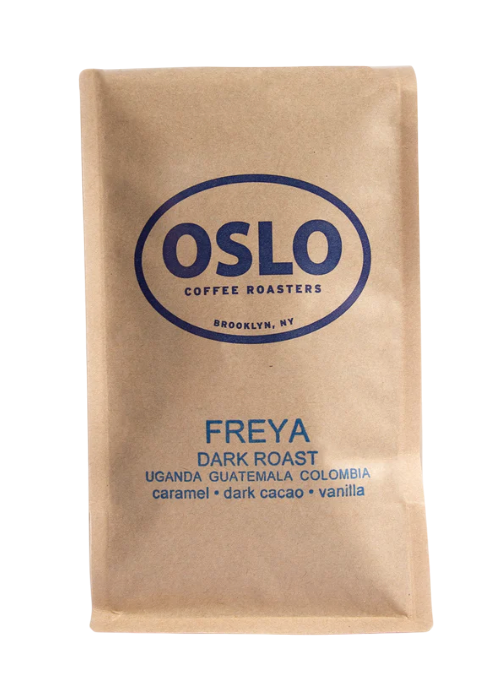 OSLO
COFFEE ROASTERS
BROOKLYN, NY
FREYA
DARK ROAST
UGANDA GUATEMALA COLOMBIA
caramel • dark cacao • vanilla